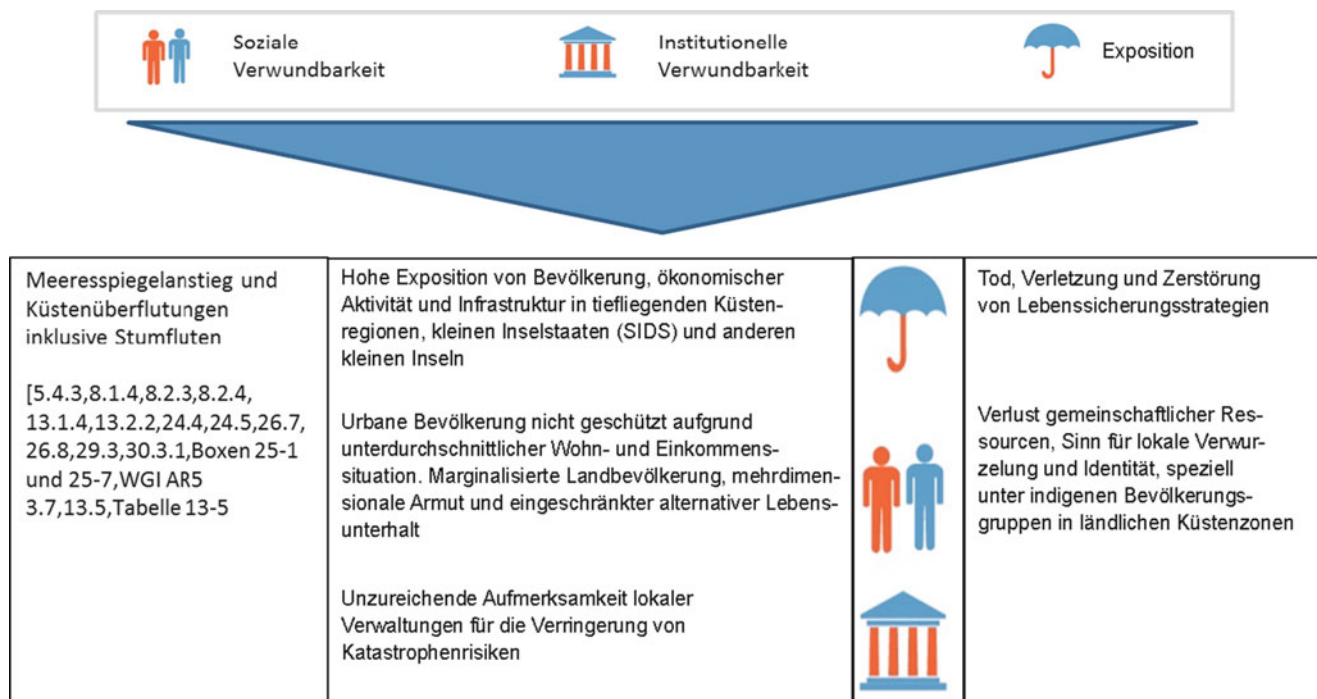 Soziale
Verwundbarkeit
Institutionelle
Verwundbarkeit
Exposition
Meeresspiegelanstieg und
Küstenüberflutungen
inklusive Stumfluten
[5.4.3,8.1.4,8.2.3,8.2.4,
13.1.4,13.2.2,24.4,24.5,26.7,
26.8,29.3,30.3.1,Boxen 25-1
und 25-7,WGI AR5
3.7,13.5,Tabelle 13-5
Hohe Exposition von Bevölkerung, ökonomischer
Aktivität und Infrastruktur in tiefliegenden Küsten-
regionen, kleinen Inselstaaten (SIDS) und anderen
kleinen Inseln
Urbane Bevölkerung nicht geschützt aufgrund
unterdurchschnittlicher Wohn- und Einkommens-
situation. Marginalisierte Landbevölkerung, mehrdimen-
sionale Armut und eingeschränkter alternativer Lebens-
unterhalt
Unzureichende Aufmerksamkeit lokaler
Verwaltungen für die Verringerung von
Katastrophenrisiken
Tod, Verletzung und Zerstörung
von Lebenssicherungsstrategien
Verlust gemeinschaftlicher Res-
sourcen, Sinn für lokale Verwur-
zelung und Identität, speziell
unter indigenen Bevölkerungs-
gruppen in ländlichen Küstenzonen